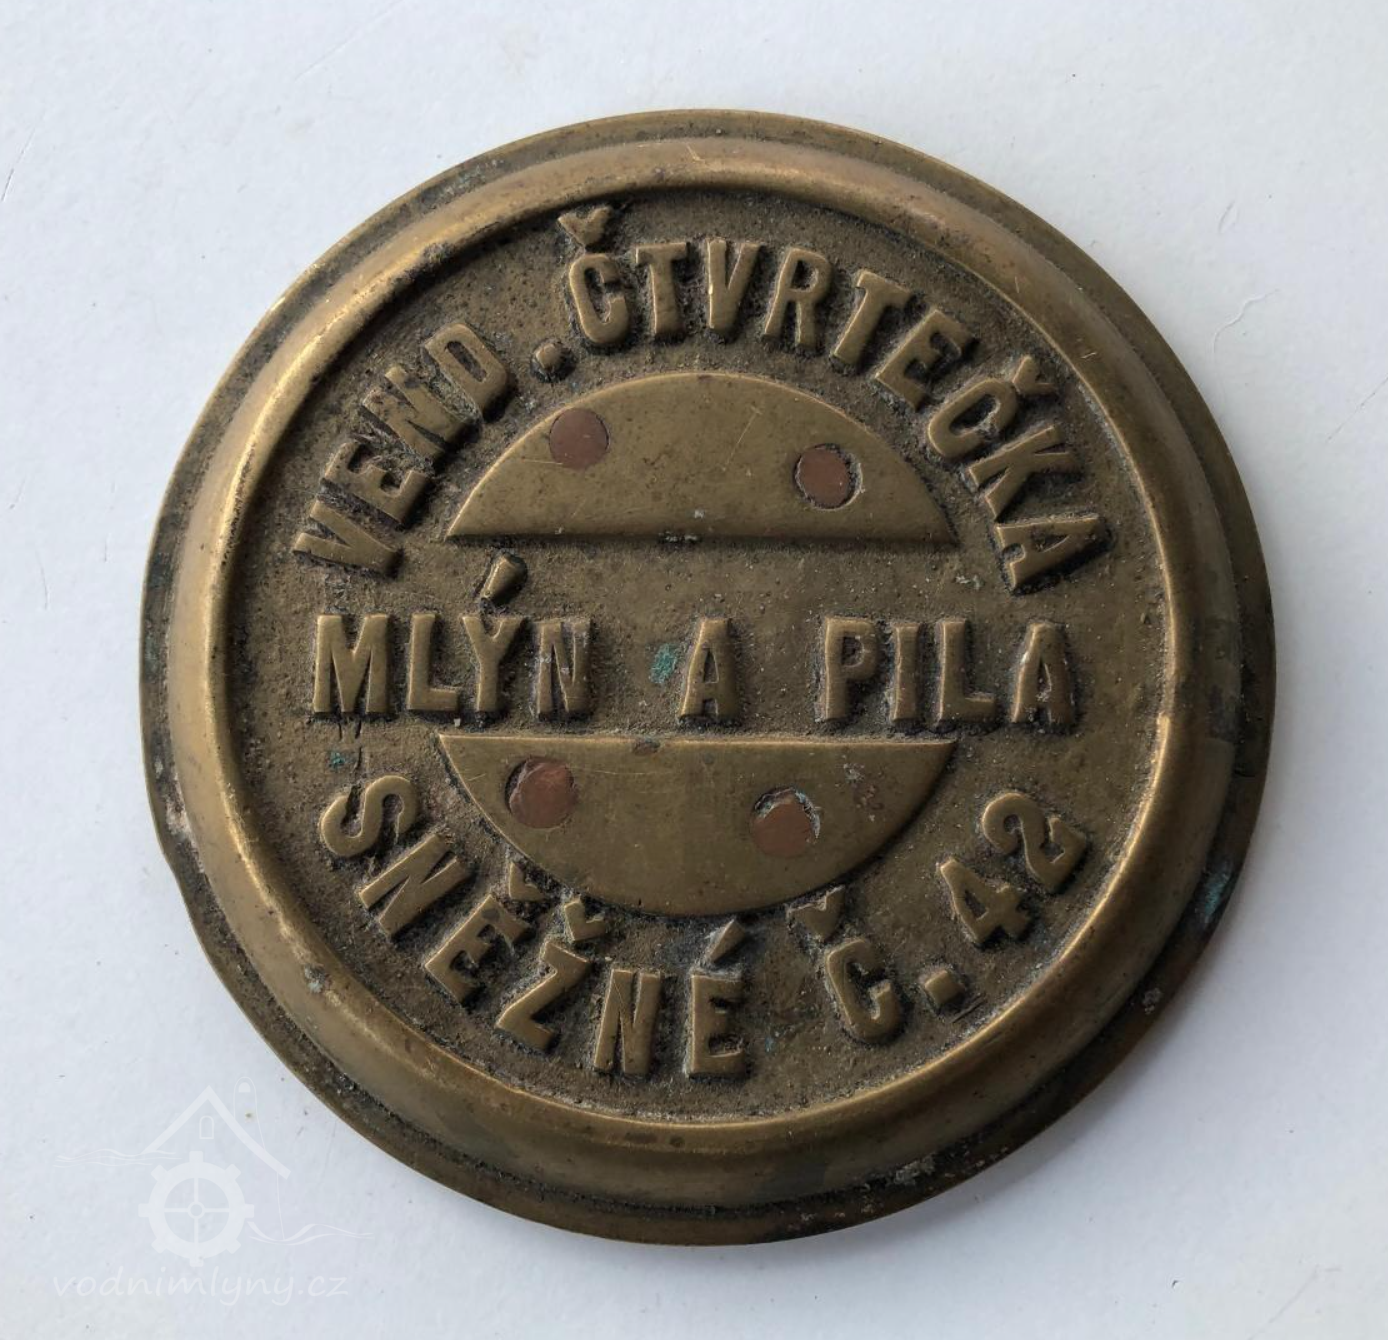 VEND. ČTVRTEČKA
MLÝN A PILA
SNĚŽNÉ Č. 42
vodnimlyny.cz